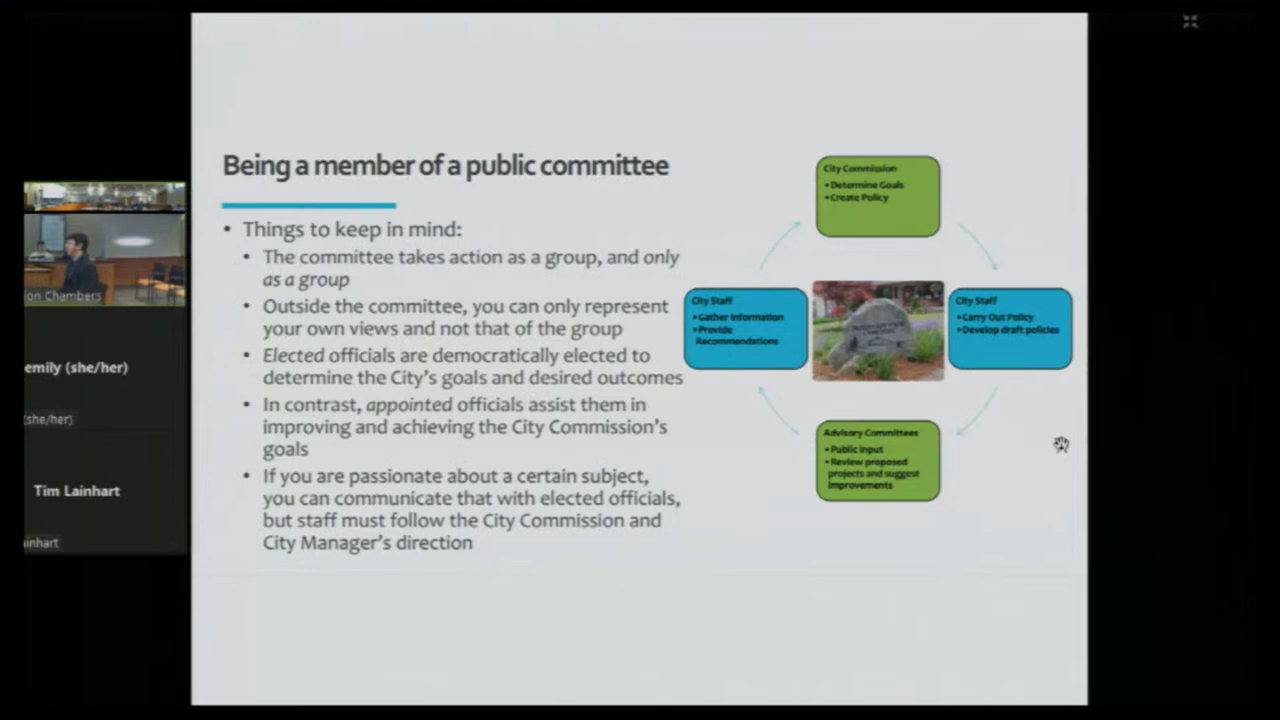 Being a member of a public committee
• Things to keep in mind:
• The committee takes action as a group, and only
as a group
• Outside the committee, you can only represent
your own views and not that of the group
• Elected officials are democratically elected to
determine the City's goals and desired outcomes
• In contrast, appointed officials assist them in
improving and achieving the City Commission's
goals
• If you are passionate about a certain subject,
you can communicate that with elected officials,
but staff must follow the City Commission and
City Manager's direction
City Commission
• Determine Goals
• Create Policy
City Staff
• Gather Information
• Provide
Recommendations
City Staff
• Carry Out Policy
• Develop draft policies
Advisory Committees
• Public Input
• Review proposed
projects and suggest
improvements
on Chambers
emily (she/her)
(she/her)
Tim Lainhart
inhart